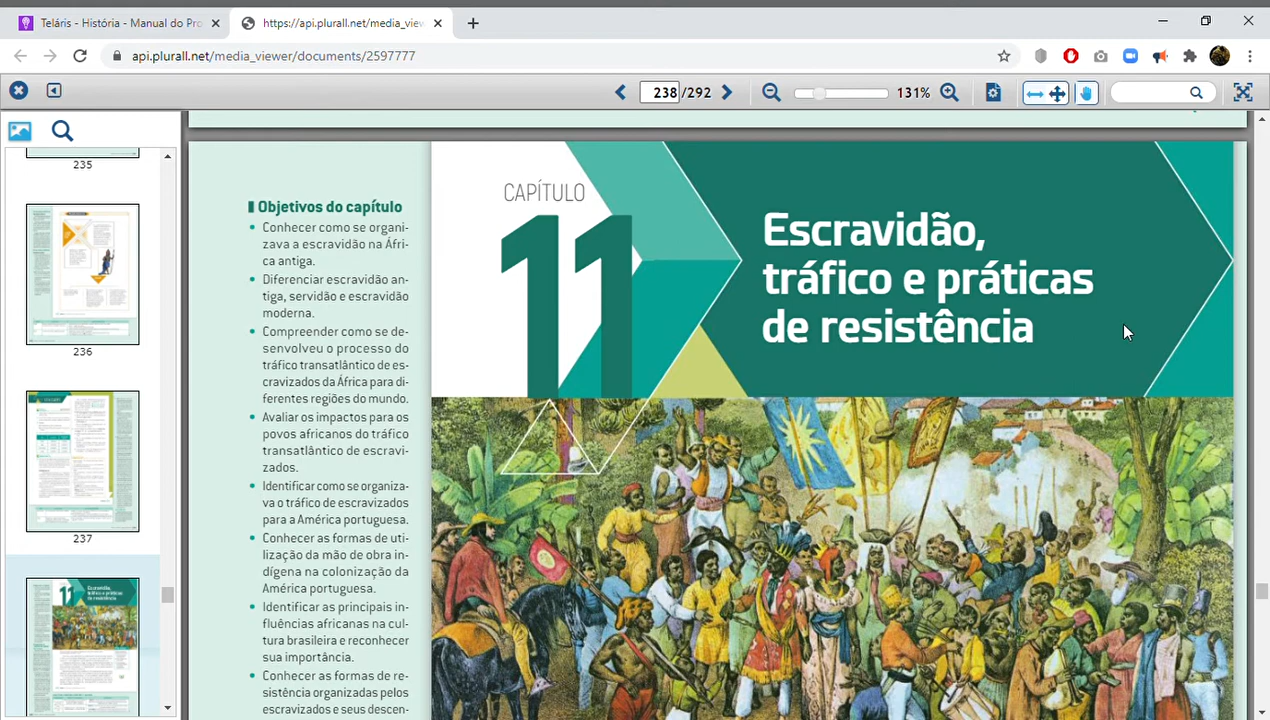 Teláris - História - Manual do Pro
https://api.plurall.net/media_view
api.plurall.net/media_viewer/documents/2597777
238 /292
131%
235
236
237
Objetivos do capítulo
Conhecer como se organi-
zava a escravidão na Áfri-
ca antiga.
Diferenciar escravidão an-
tiga, servidão e escravidão
moderna.
Compreender como se de-
senvolveu o processo do
tráfico transatlântico de es-
cravizados da África para di-
ferentes regiões do mundo.
Avaliar os impactos para os
povos africanos do tráfico
transatlântico de escravi-
zados.
Identificar como se organiza-
va o tráfico de escravizados
para a América portuguesa.
Conhecer as formas de uti-
lização da mão de obra in-
dígena na colonização da
América portuguesa.
Identificar as principais in-
fluências africanas na cul-
tura brasileira e reconhecer
sua importância.
Conhecer as formas de re-
sistência organizadas pelos
escravizados e seus descen-
CAPÍTULO
11
Escravidão,
tráfico e práticas
de resistência
11
Escravidão,
tráfico e práticas
de resistência